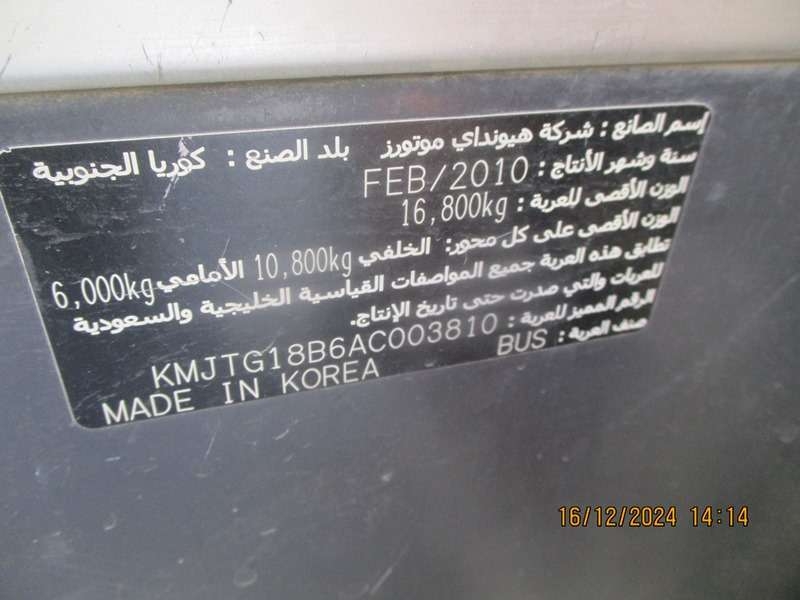 إسم الصانع : شركة هيونداي موتورز بلد الصنع : كوريا الجنوبية
سنة وشهر الأنتاج : FEB/2010
الوزن الأقصى للعربة : 16,800kg
الوزن الأقصى على كل محور: الخلفي 10,800kg الأمامي 6,000kg
تطابق هذه العربة جميع المواصفات القياسية الخليجية والسعودية
للعربات والتي صدرت حتى تاريخ الإنتاج.
الرقم المميز للعربة : KMJTG18B6AC003810
صنف العربة : BUS
MADE IN KOREA
16/12/2024 14:14